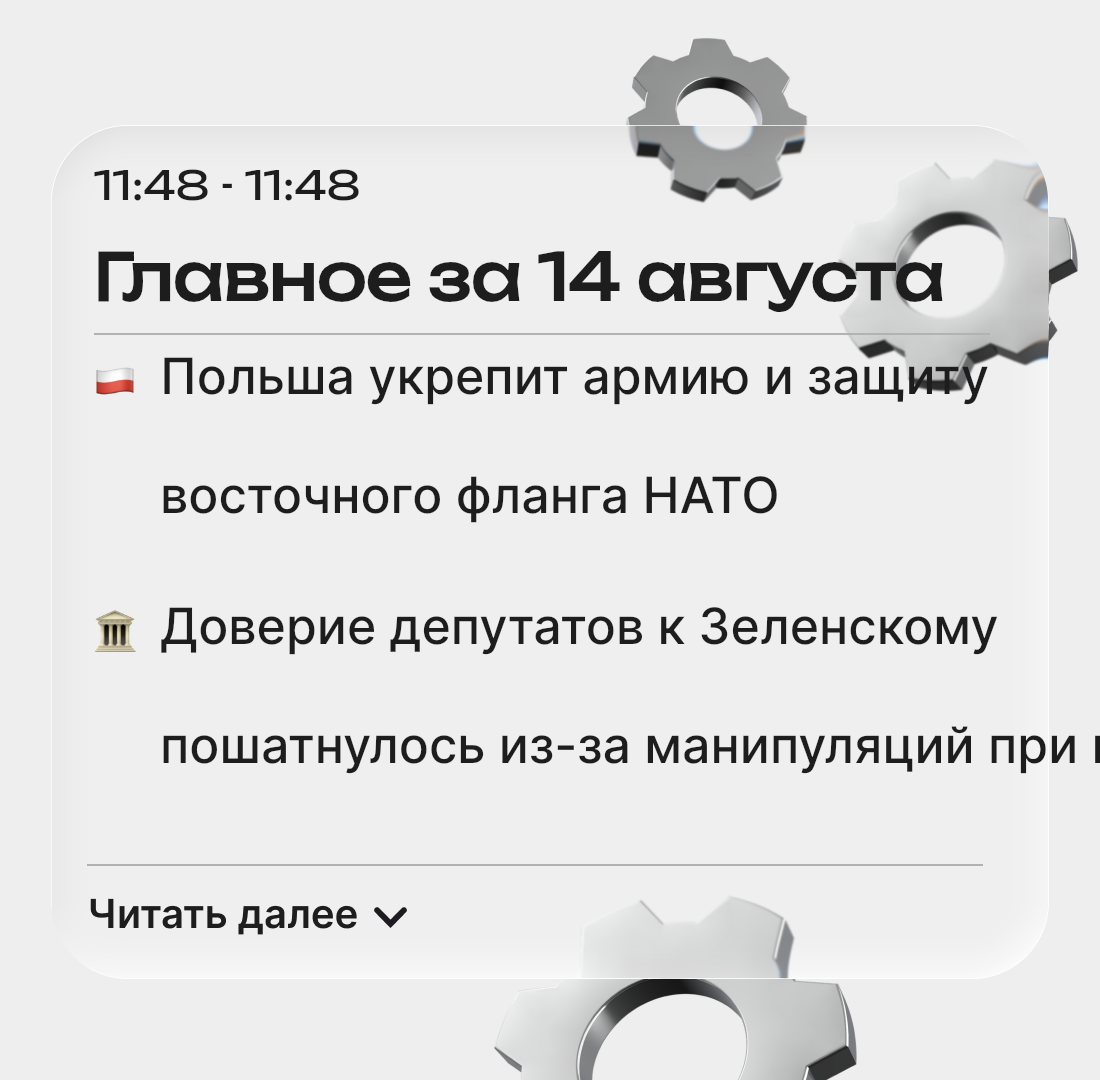 11:48 - 11:48
Главное за 14 августа
Польша укрепит армию и защиту
восточного фланга НАТО
Доверие депутатов к Зеленскому
пошатнулось из-за манипуляций при
Читать далее